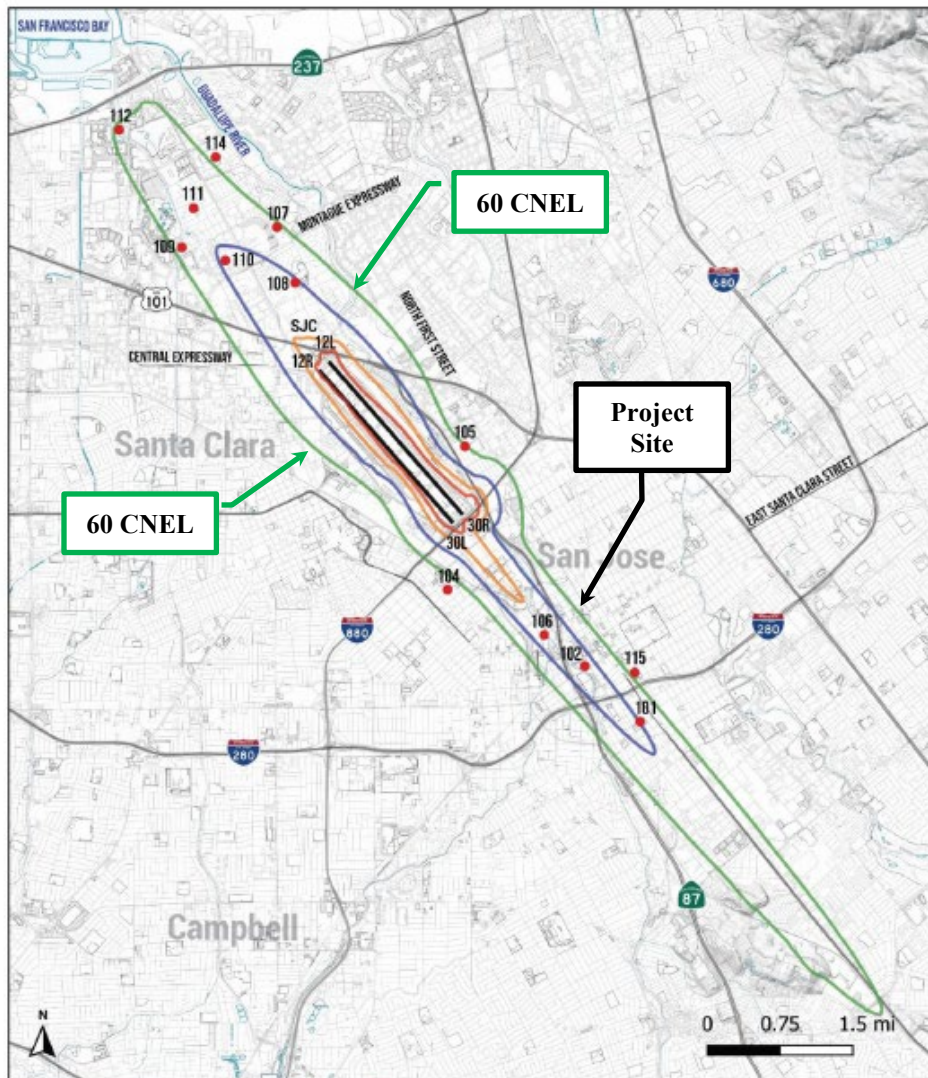 SAN FRANCISCO BAY
237
GUADALUPE RIVER
112
114
111
107
MONTAGUE EXPRESSWAY
60 CNEL
109
110
108
680
101
NORTH FIRST STREET
SJC
12L
12R
CENTRAL EXPRESSWAY
Project
Site
Santa Clara
105
EAST SANTA CLARA STREET
60 CNEL
30R
30L
San Jose
104
106
280
880
102
115
101
280
87
Campbell
N
0 0.75 1.5 mi